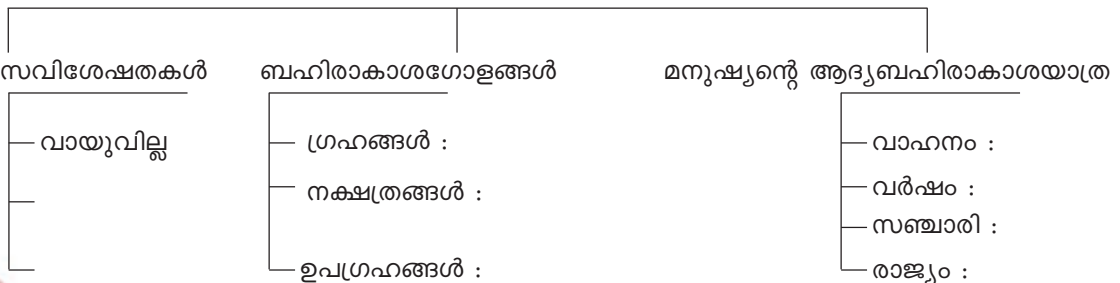 സവിശേഷതകൾ
വായുവില്ല
ബഹിരാകാശഗോളങ്ങൾ
ഗ്രഹങ്ങൾ :
നക്ഷത്രങ്ങൾ :
ഉപഗ്രഹങ്ങൾ :
മനുഷ്യന്റെ ആദ്യബഹിരാകാശയാത്ര
വാഹനം :
വർഷം :
സഞ്ചാരി :
രാജ്യം :